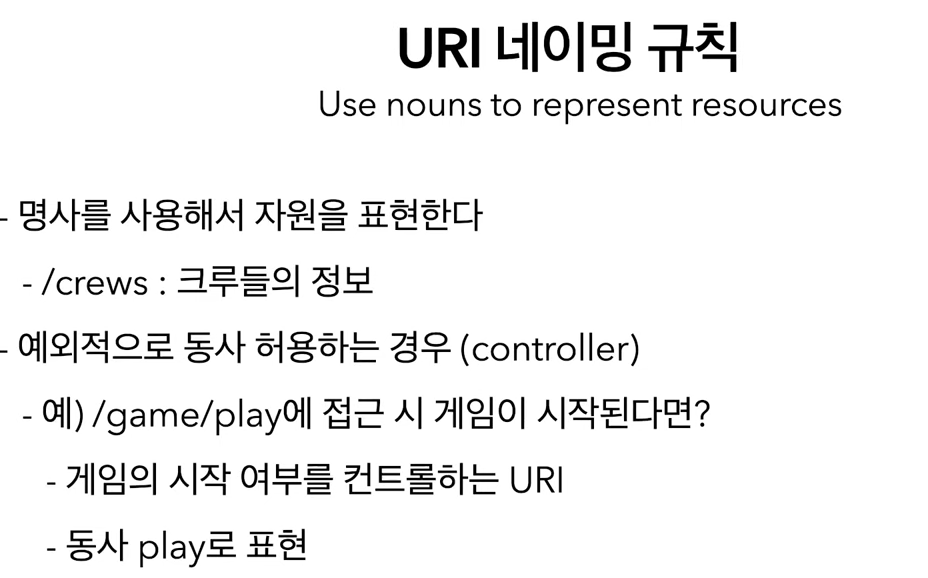 URI 네이밍 규칙
Use nouns to represent resources
- 명사를 사용해서 자원을 표현한다
- /crews : 크루들의 정보
- 예외적으로 동사 허용하는 경우 (controller)
- 예) /game/play에 접근 시 게임이 시작된다면?
- 게임의 시작 여부를 컨트롤하는 URI
- 동사 play로 표현